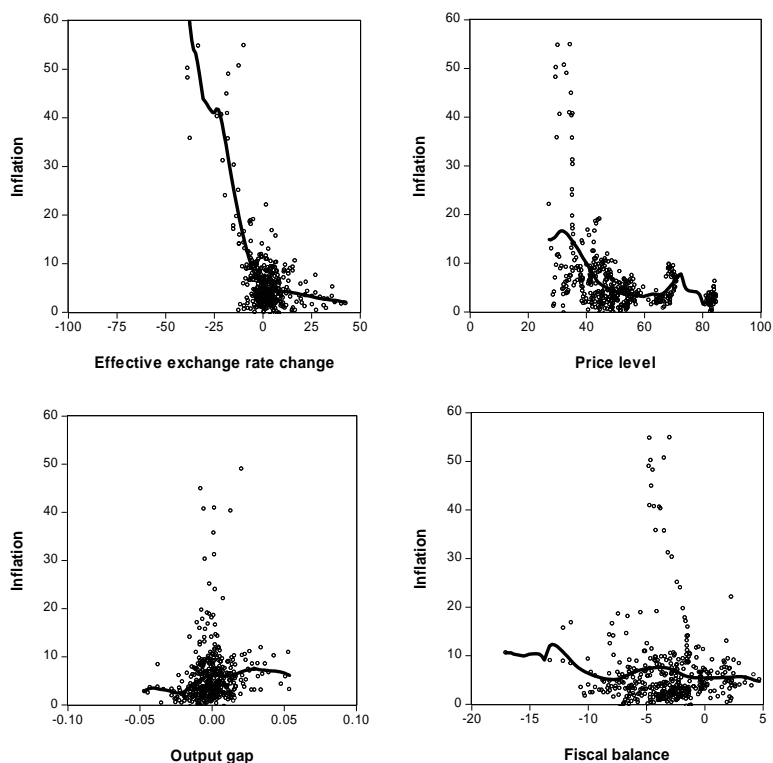 60
50
40
30
20
10
0
Inflation
-100 -75 -50 -25 0 25 50
Effective exchange rate change
60
50
40
30
20
10
0
Inflation
0 20 40 60 80 100
Price level
60
50
40
30
20
10
0
Inflation
-0.10 -0.05 0.00 0.05 0.10
Output gap
60
50
40
30
20
10
0
Inflation
-20 -15 -10 -5 0 5
Fiscal balance